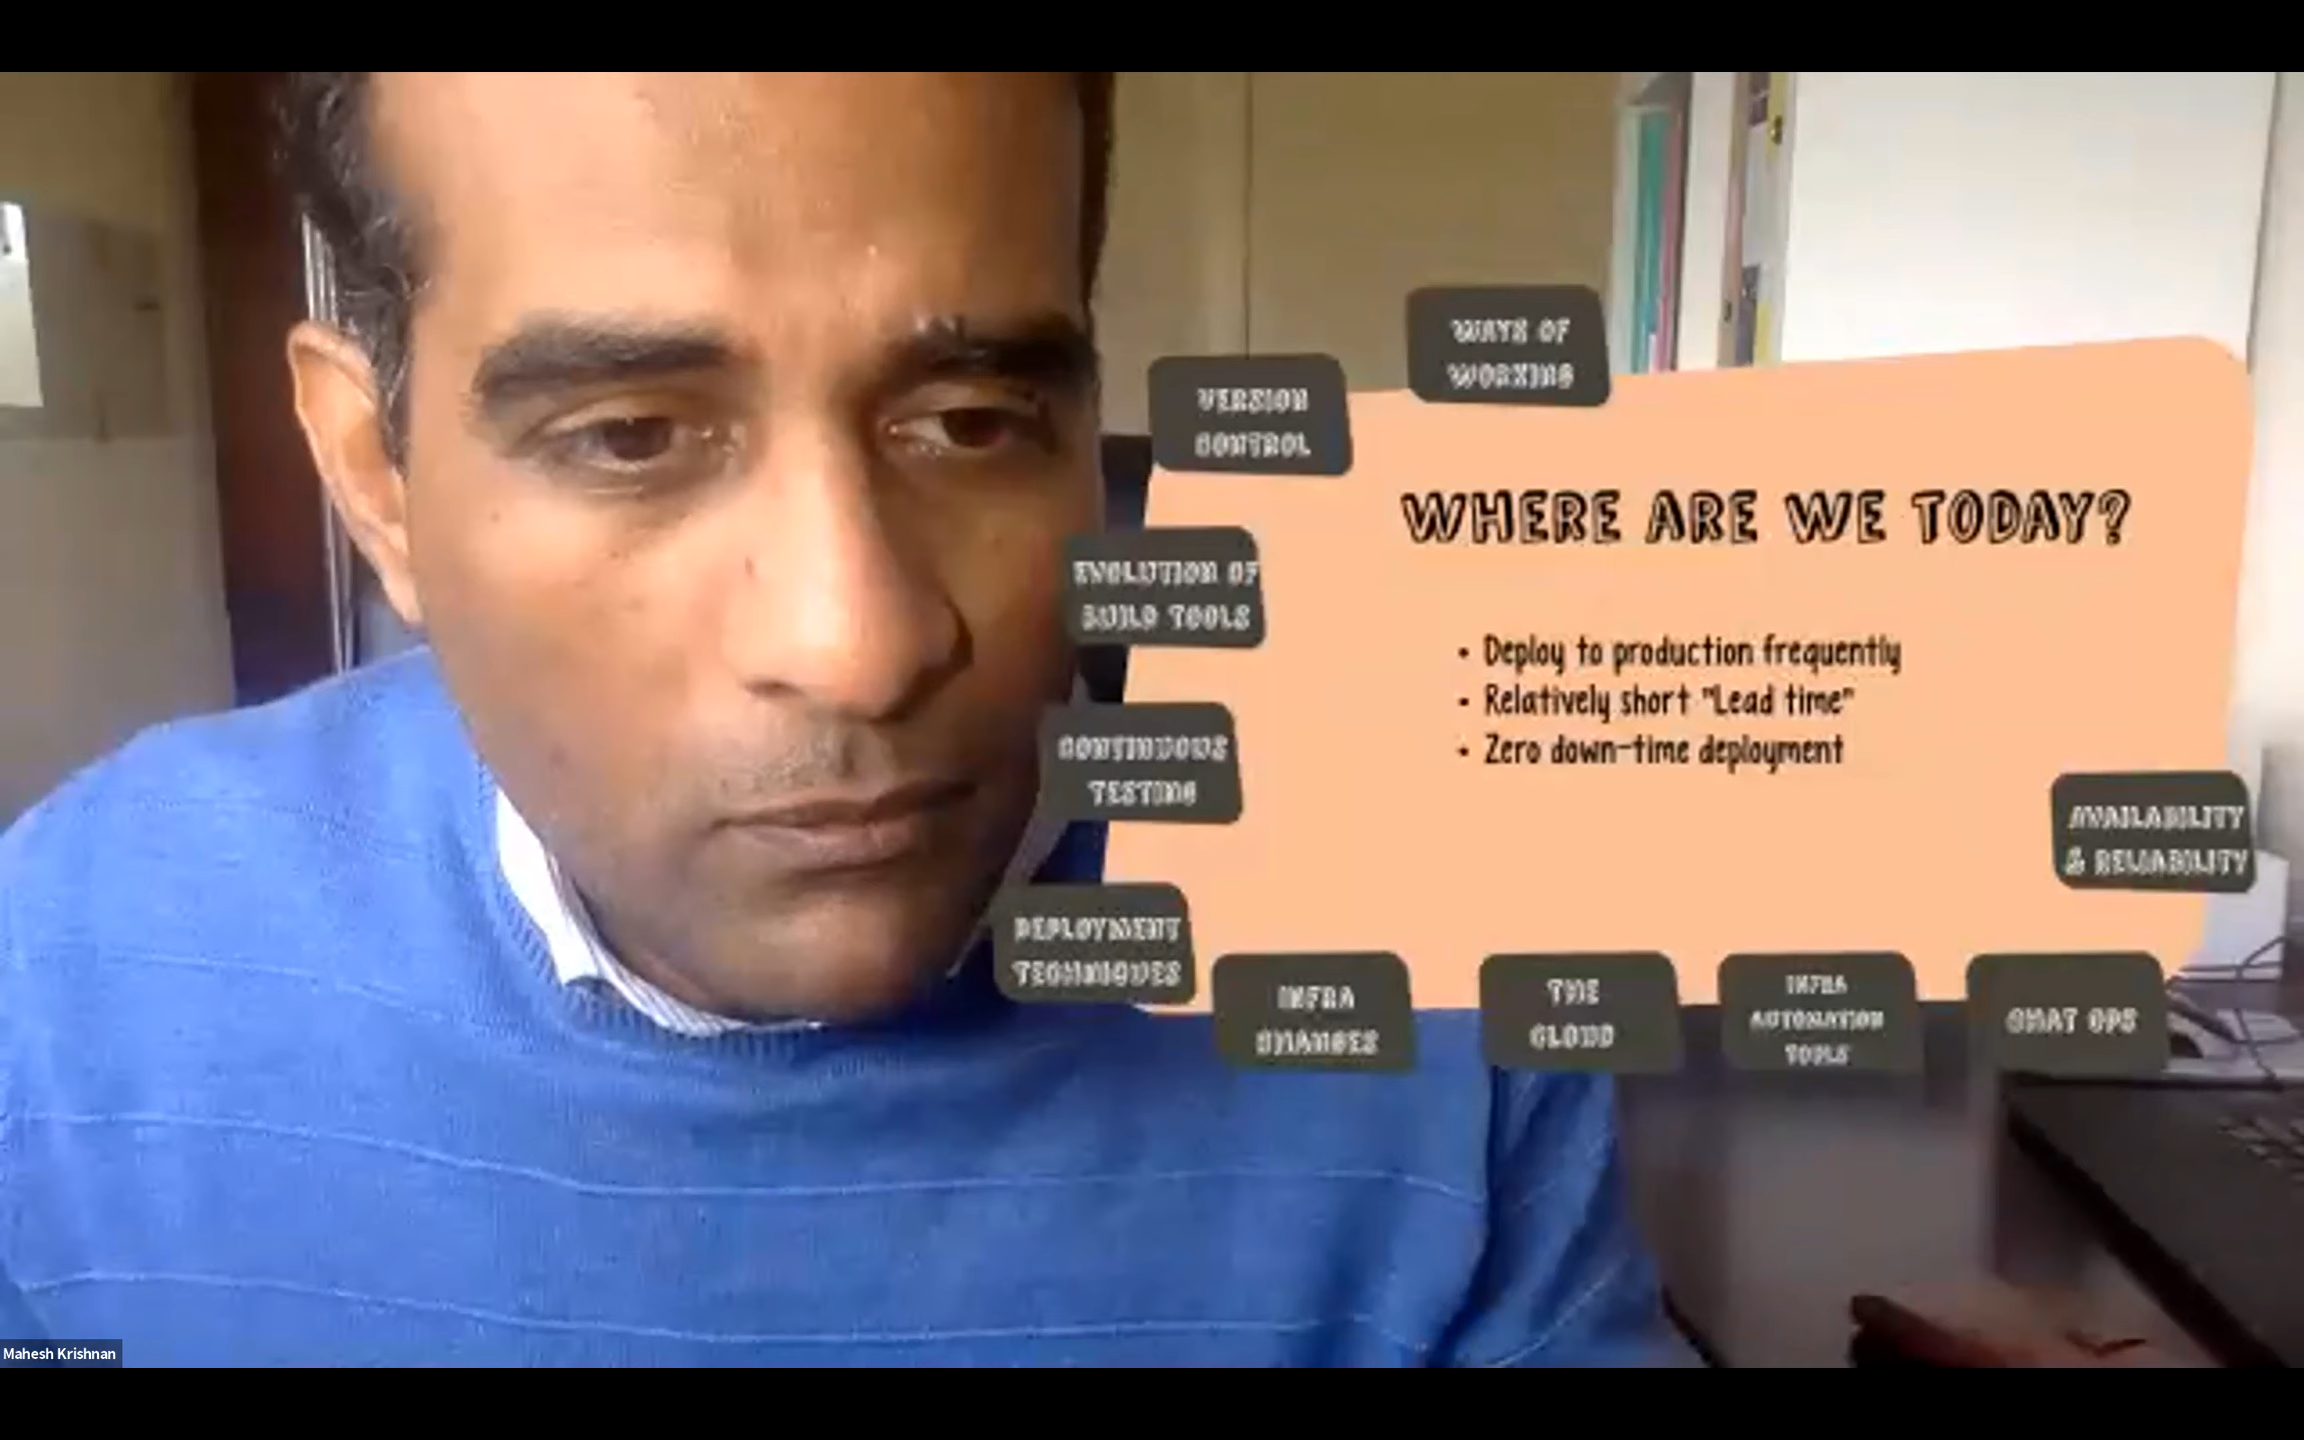 WAYS OF
WORKING
VERSION
CONTROL
WHERE ARE WE TODAY?
EVOLUTION OF
BUILD TOOLS
• Deploy to production frequently
• Relatively short "Lead time"
• Zero down-time deployment
CONTINUOUS
TESTING
AVAILABILITY
& RELIABILITY
DEPLOYMENT
TECHNIQUES
INFRA
CHANGES
THE
CLOUD
INFRA
AUTOMATION
TOOLS
CHAT OPS
Mahesh Krishnan